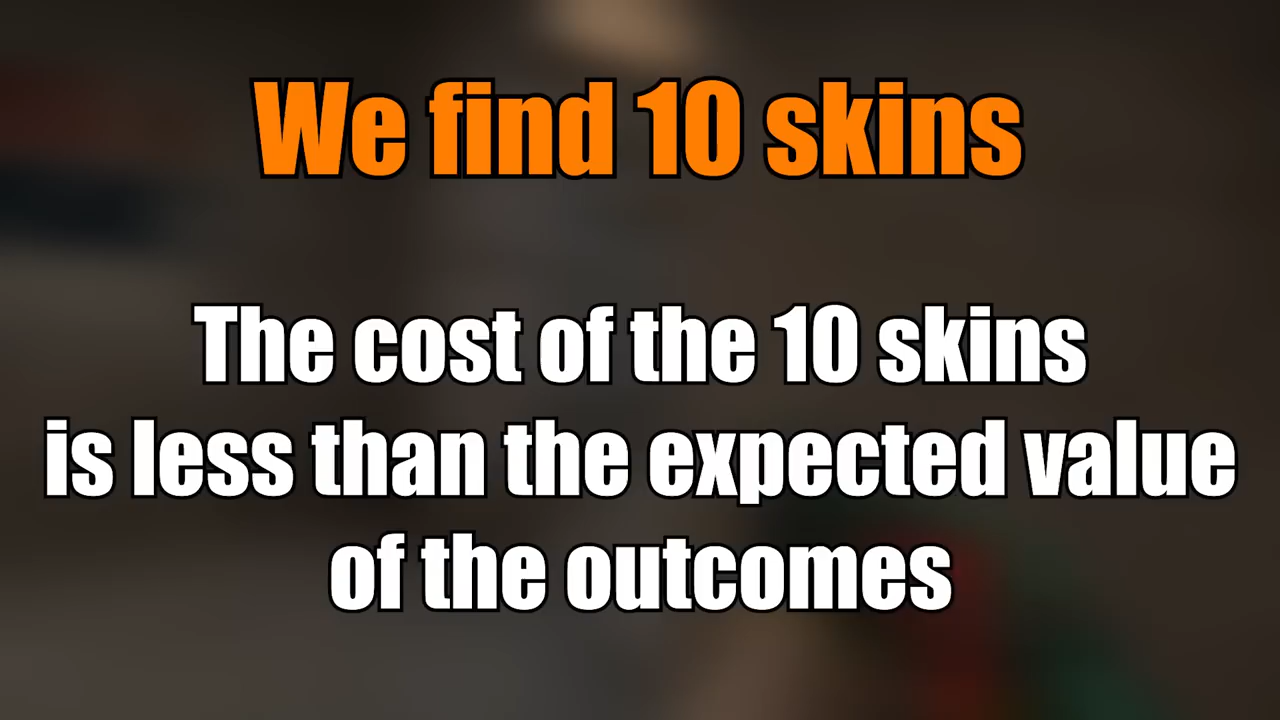 We find 10 skins
The cost of the 10 skins
is less than the expected value
of the outcomes